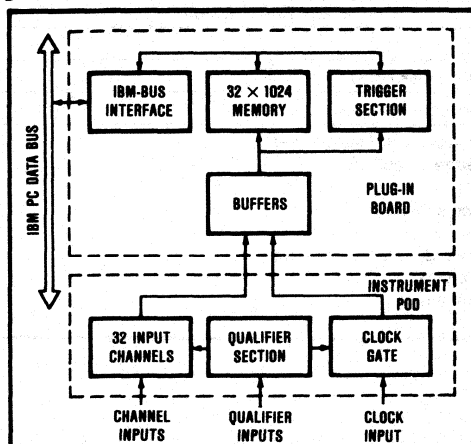 IBM PC DATA BUS
IBM-BUS
INTERFACE
32 × 1024
MEMORY
TRIGGER
SECTION
BUFFERS
PLUG-IN
BOARD
INSTRUMENT
POD
32 INPUT
CHANNELS
QUALIFIER
SECTION
CLOCK
GATE
CHANNEL
INPUTS
QUALIFIER
INPUTS
CLOCK
INPUT